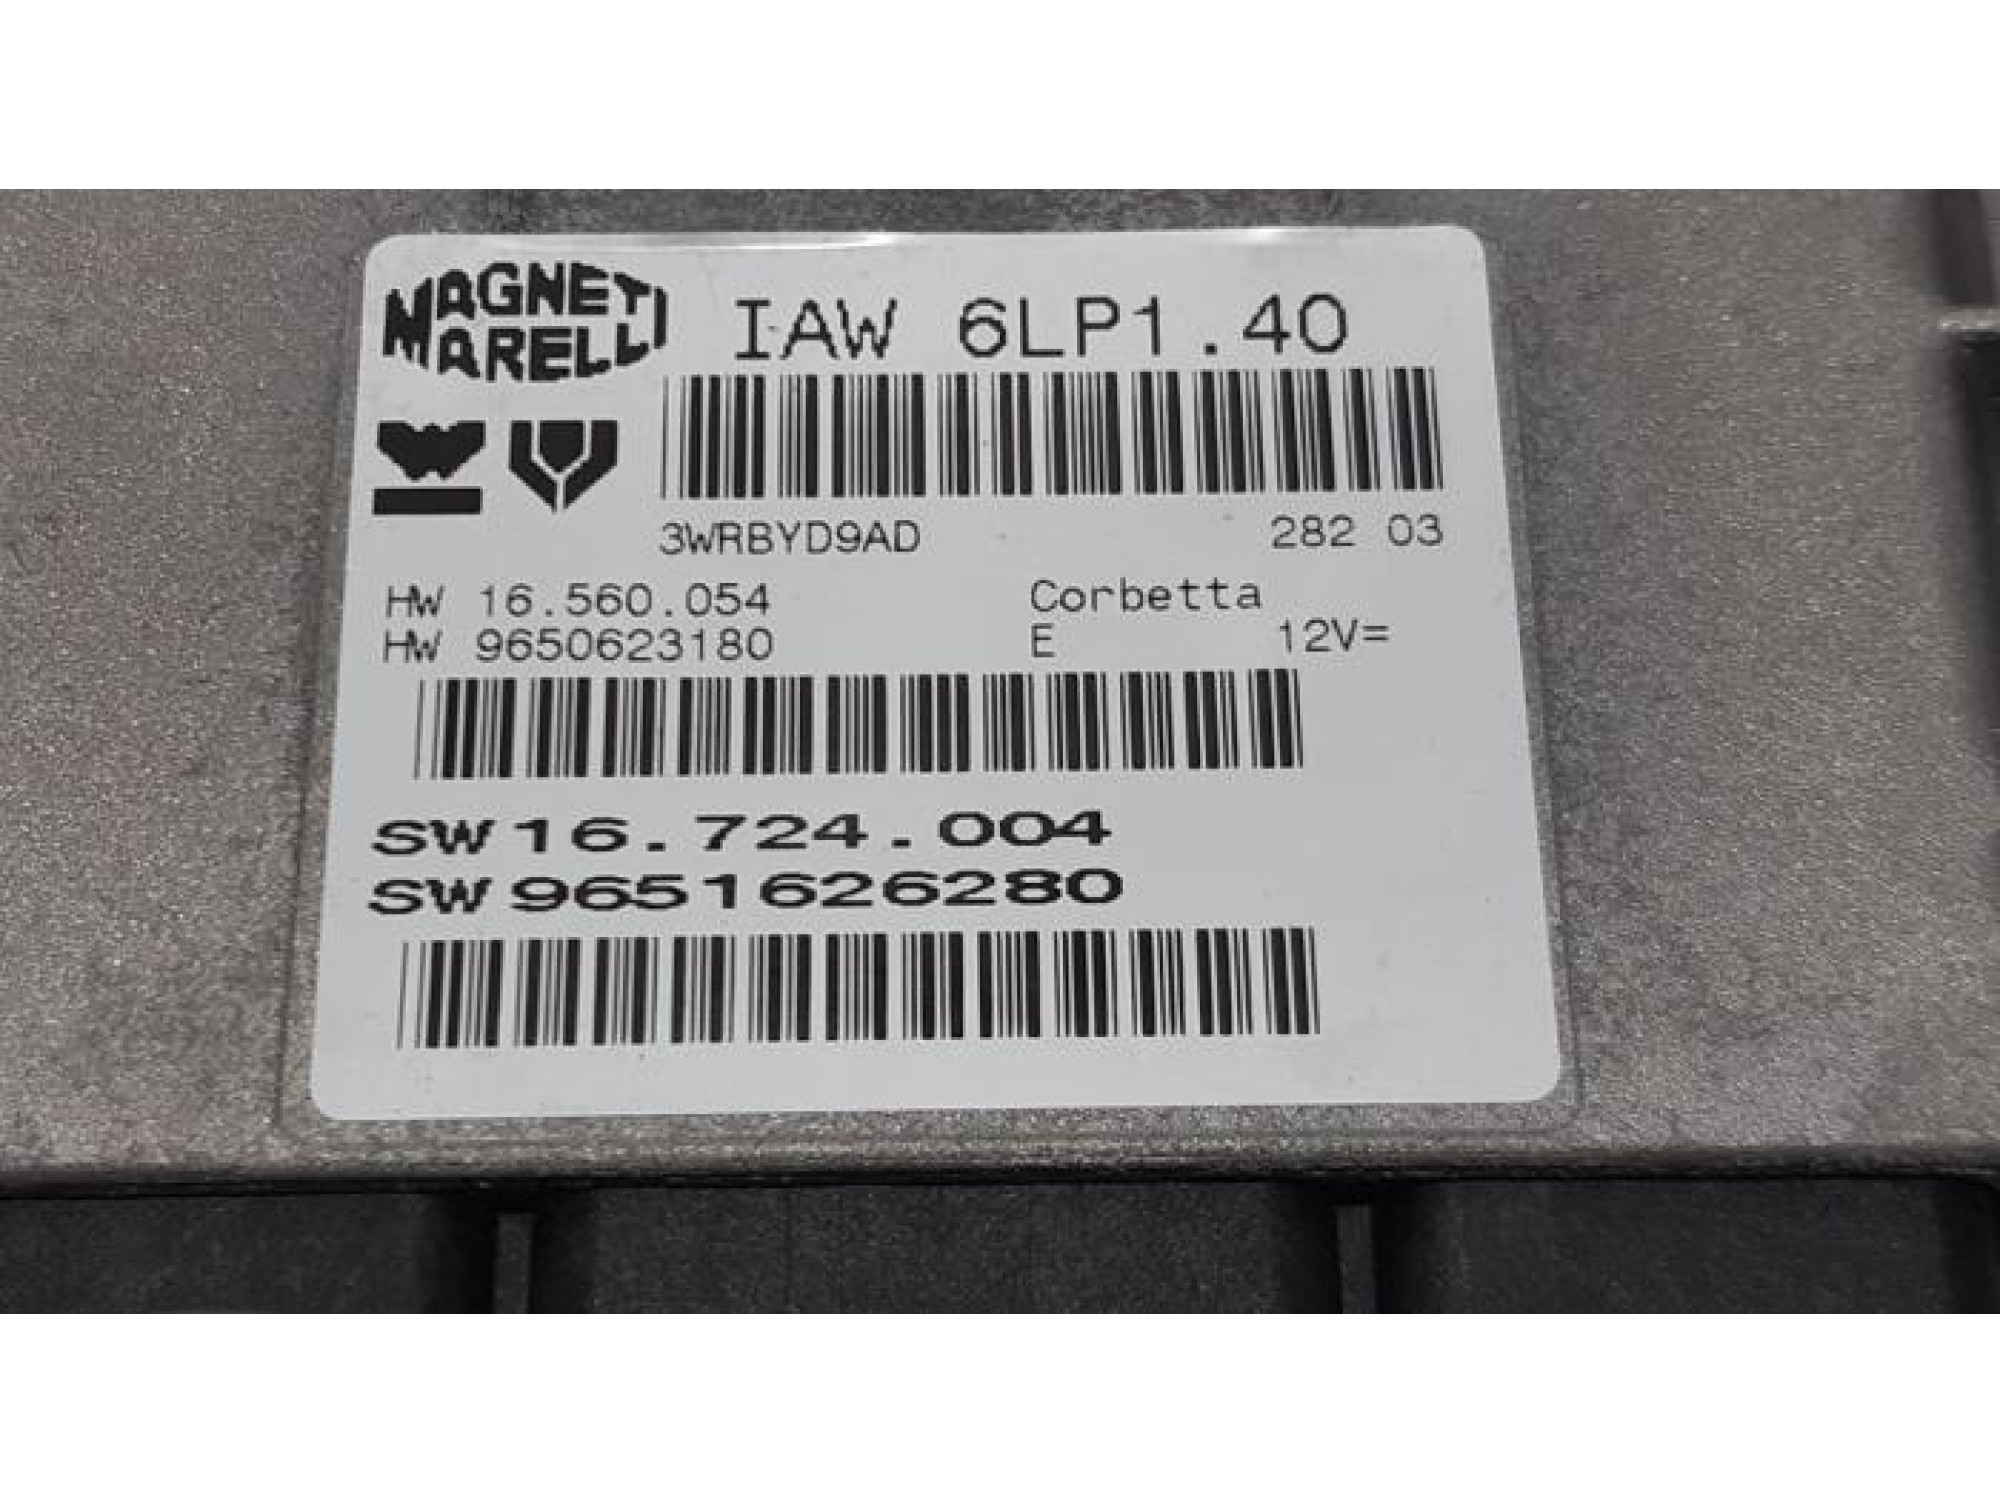 MAGNETI
MARELLI
IAW 6LP1.40
3WRBYD9AD 282 03
HW 16.560.054 Corbetta
HW 9650623180 E 12V=
SW 16.724.004
SW 9651626280